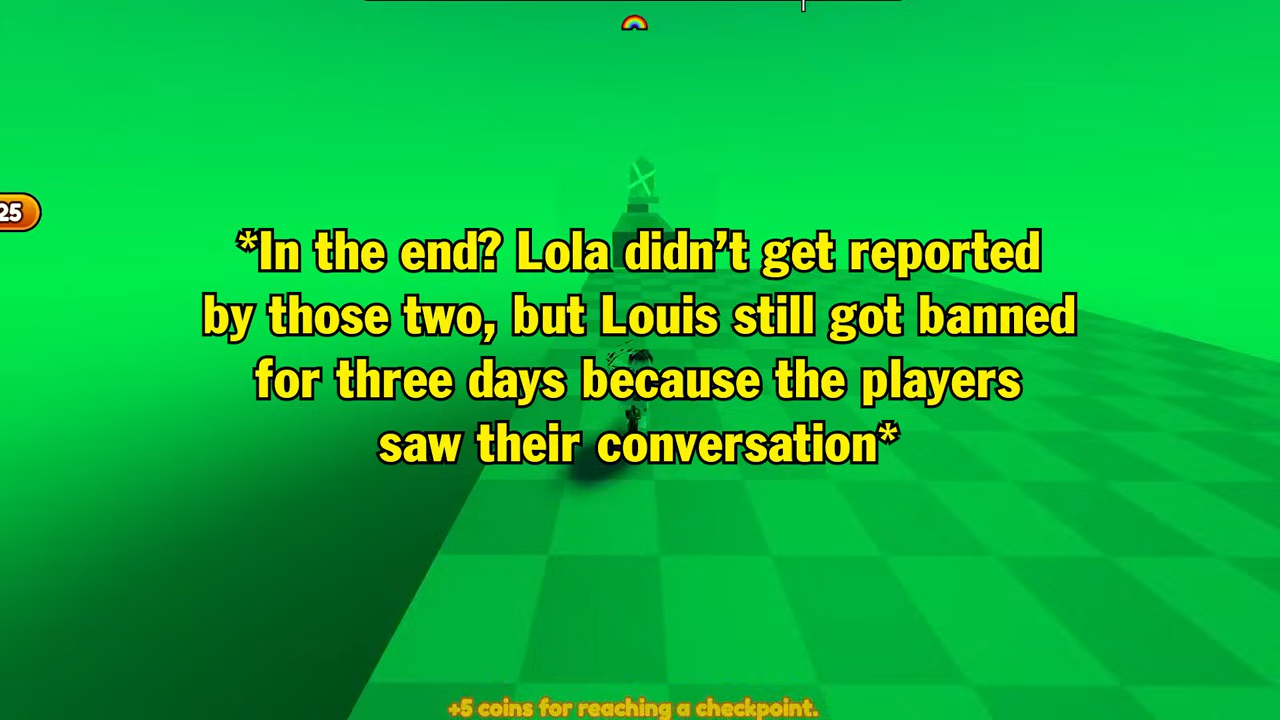 25
*In the end? Lola didn’t get reported
by those two, but Louis still got banned
for three days because the players
saw their conversation*
+5 coins for reaching a checkpoint.